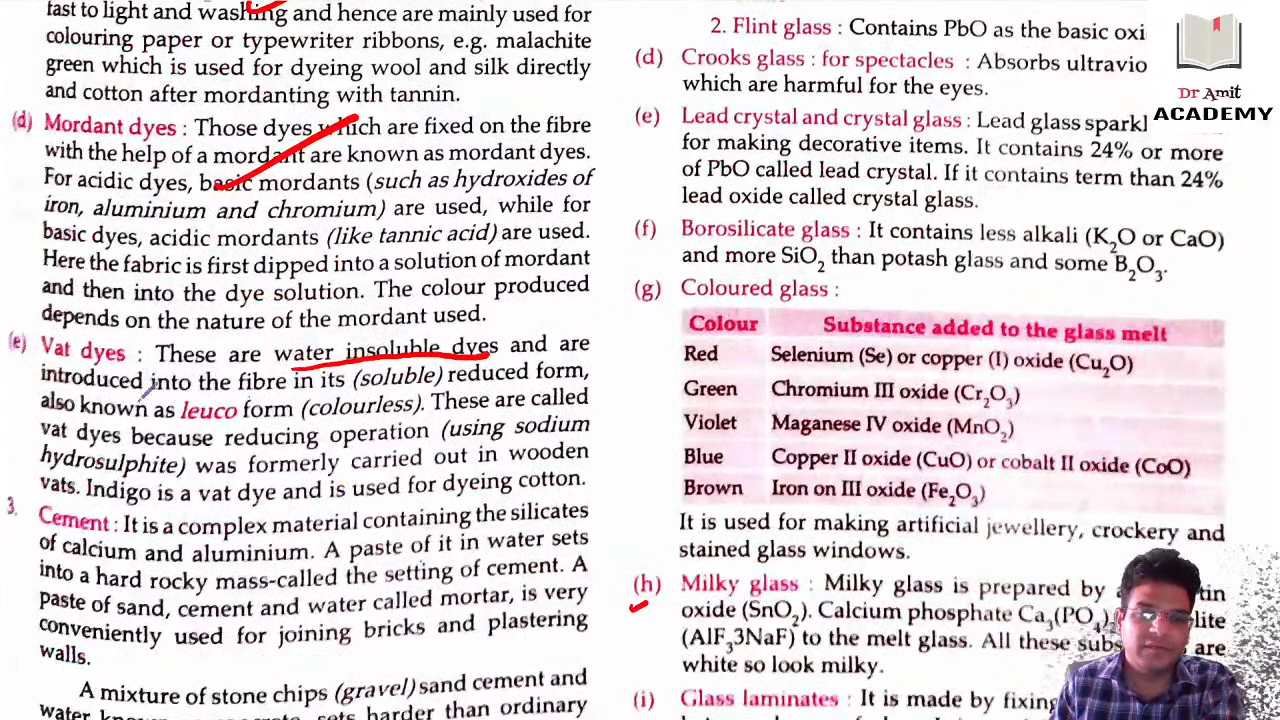 fast to light and washing and hence are mainly used for
colouring paper or typewriter ribbons, e.g. malachite
green which is used for dyeing wool and silk directly
and cotton after mordanting with tannin.
(d) Mordant dyes : Those dyes which are fixed on the fibre
with the help of a mordant are known as mordant dyes.
For acidic dyes, basic mordants (such as hydroxides of
iron, aluminium and chromium) are used, while for
basic dyes, acidic mordants (like tannic acid) are used.
Here the fabric is first dipped into a solution of mordant
and then into the dye solution. The colour produced
depends on the nature of the mordant used.
(e) Vat dyes : These are water insoluble dyes and are
introduced into the fibre in its (soluble) reduced form,
also known as leuco form (colourless). These are called
vat dyes because reducing operation (using sodium
hydrosulphite) was formerly carried out in wooden
vats. Indigo is a vat dye and is used for dyeing cotton.
3. Cement : It is a complex material containing the silicates
of calcium and aluminium. A paste of it in water sets
into a hard rocky mass-called the setting of cement. A
paste of sand, cement and water called mortar, is very
conveniently used for joining bricks and plastering
walls.
A mixture of stone chips (gravel) sand cement and
sets harder than ordinary
2. Flint glass : Contains PbO as the basic oxi
(d) Crooks glass : for spectacles : Absorbs ultravio
which are harmful for the eyes.
(e) Lead crystal and crystal glass : Lead glass sparkl
for making decorative items. It contains 24% or more
of PbO called lead crystal. If it contains term than 24%
lead oxide called crystal glass.
(f) Borosilicate glass : It contains less alkali (K₂O or CaO)
and more SiO₂ than potash glass and some B₂O₃.
(g) Coloured glass :
Colour Substance added to the glass melt
Red Selenium (Se) or copper (I) oxide (Cu₂O)
Green Chromium III oxide (Cr₂O₃)
Violet Maganese IV oxide (MnO₂)
Blue Copper II oxide (CuO) or cobalt II oxide (CoO)
Brown Iron on III oxide (Fe₂O₃)
It is used for making artificial jewellery, crockery and
stained glass windows.
(h) Milky glass : Milky glass is prepared by tin
oxide (SnO₂). Calcium phosphate Ca₃(PO₄)₂ lite
(AlF₃3NaF) to the melt glass. All these subs are
white so look milky.
(i) Glass laminates : It is made by fixing
Dr Amit
ACADEMY